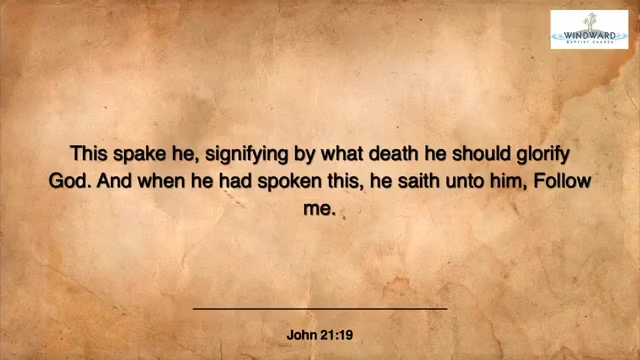 WINDWARD
BAPTIST CHURCH
This spake he, signifying by what death he should glorify
God. And when he had spoken this, he saith unto him, Follow
me.
John 21:19